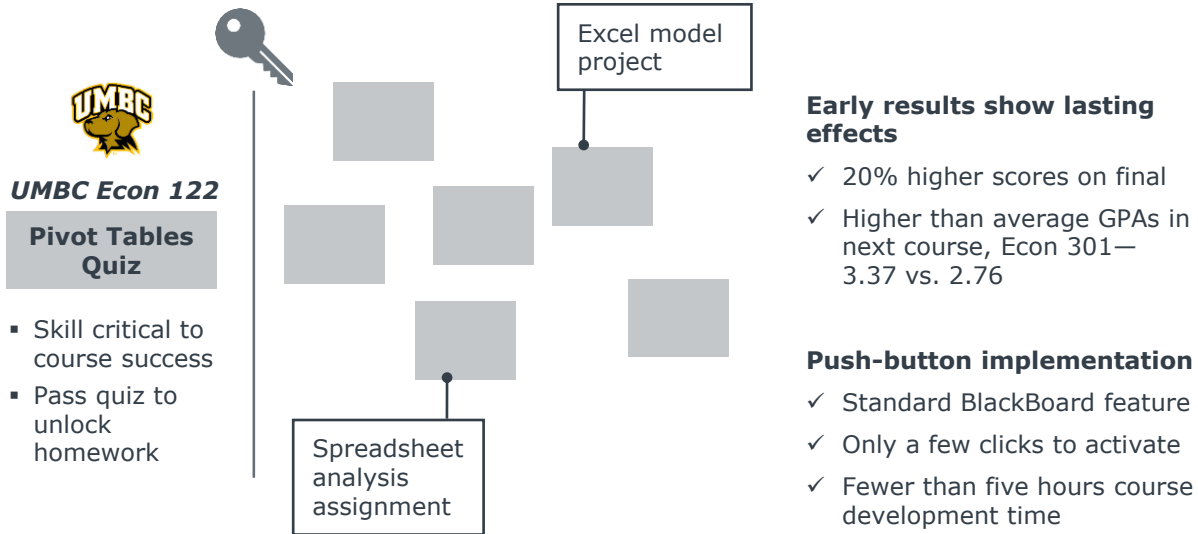 UMBC
UMBC Econ 122
Pivot Tables
Quiz
▪ Skill critical to
course success
▪ Pass quiz to
unlock
homework
Excel model
project
Spreadsheet
analysis
assignment
Early results show lasting
effects
✓ 20% higher scores on final
✓ Higher than average GPAs in
next course, Econ 301—
3.37 vs. 2.76
Push-button implementation
✓ Standard BlackBoard feature
✓ Only a few clicks to activate
✓ Fewer than five hours course
development time